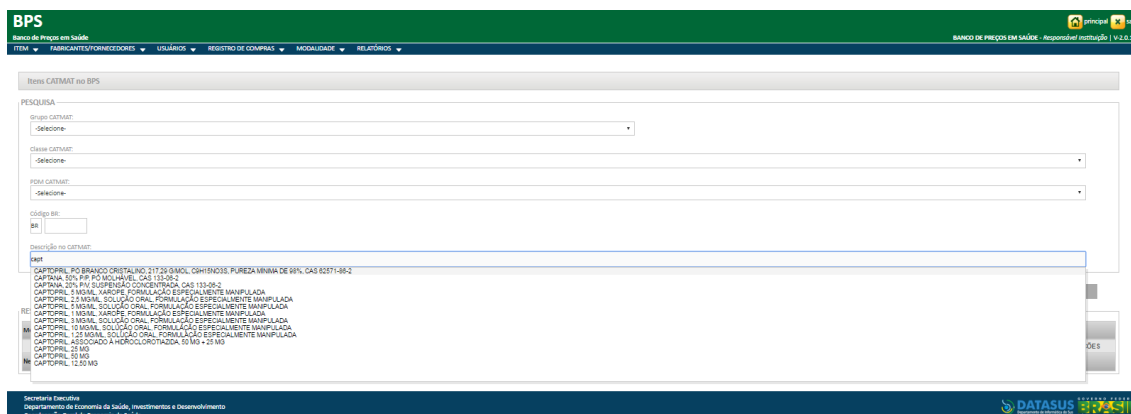 BPS
principal
Banco de Preços em Saúde
BANCO DE PREÇOS EM SAÚDE - Responsável instituição | V-2.0.
ITEM FABRICANTES/FORNECEDORES USUÁRIOS REGISTRO DE COMPRAS MODALIDADE RELATÓRIOS
Itens CATMAT no BPS
PESQUISA
Grupo CATMAT:
-Selecione-
Classe CATMAT:
-Selecione-
PDM CATMAT:
-Selecione-
Código BR:
BR
Descrição no CATMAT:
capt
CAPTOPRIL, PÓ BRANCO CRISTALINO, 217,29 G/MOL, C9H15NO3S, PUREZA MÍNIMA DE 98%, CAS 62571-86-2
CAPTANA, 50% P/P, PÓ MOLHÁVEL, CAS 133-06-2
CAPTANA, 20% P/V, SUSPENSÃO CONCENTRADA, CAS 133-06-2
CAPTOPRIL, 5 MG/ML, XAROPE, FORMULAÇÃO ESPECIALMENTE MANIPULADA
CAPTOPRIL, 2,5 MG/ML, SOLUÇÃO ORAL, FORMULAÇÃO ESPECIALMENTE MANIPULADA
CAPTOPRIL, 5 MG/ML, SOLUÇÃO ORAL, FORMULAÇÃO ESPECIALMENTE MANIPULADA
CAPTOPRIL, 1 MG/ML, XAROPE, FORMULAÇÃO ESPECIALMENTE MANIPULADA
CAPTOPRIL, 3 MG/ML, SOLUÇÃO ORAL, FORMULAÇÃO ESPECIALMENTE MANIPULADA
CAPTOPRIL, 10 MG/ML, SOLUÇÃO ORAL, FORMULAÇÃO ESPECIALMENTE MANIPULADA
CAPTOPRIL, 1,25 MG/ML, SOLUÇÃO ORAL, FORMULAÇÃO ESPECIALMENTE MANIPULADA
CAPTOPRIL, ASSOCIADO À HIDROCLOROTIAZIDA, 50 MG + 25 MG
CAPTOPRIL, 25 MG
CAPTOPRIL, 50 MG
CAPTOPRIL, 12,50 MG
RE
ÕES
Ne
Secretaria Executiva
Departamento de Economia da Saúde, Investimentos e Desenvolvimento
DATASUS
GOVERNO FEDER
BRASIL